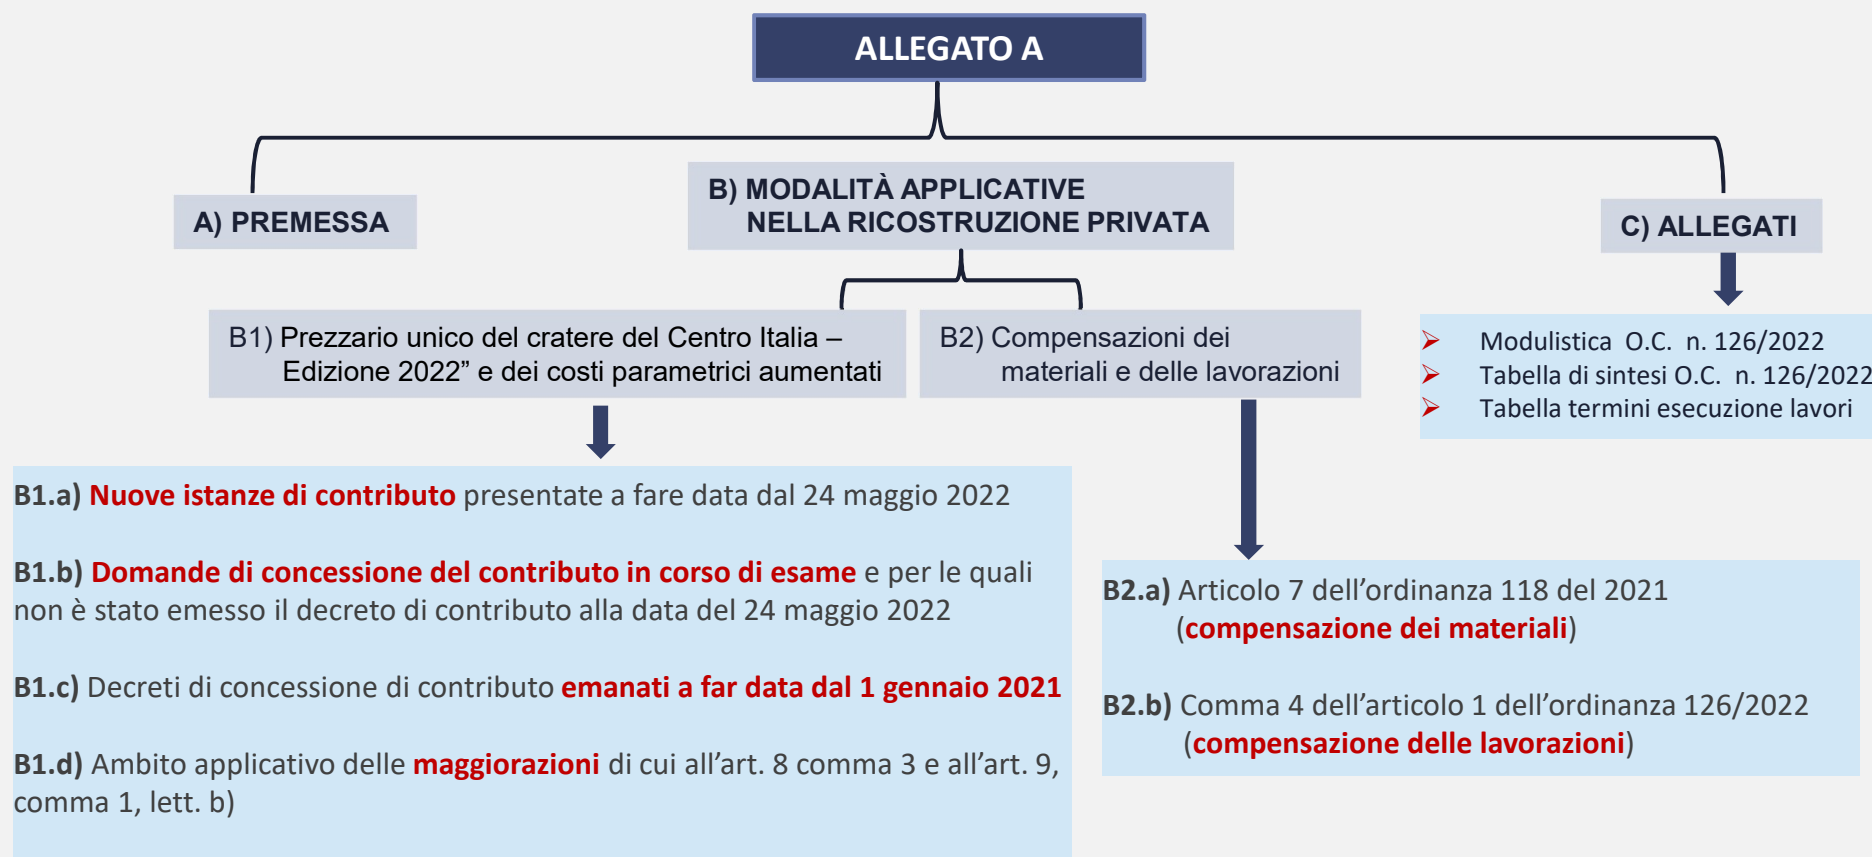 ALLEGATO A
A) PREMESSA
B) MODALITÀ APPLICATIVE
NELLA RICOSTRUZIONE PRIVATA
C) ALLEGATI
B1) Prezzario unico del cratere del Centro Italia –
Edizione 2022” e dei costi parametrici aumentati
B2) Compensazioni dei
materiali e delle lavorazioni
Modulistica O.C. n. 126/2022
Tabella di sintesi O.C. n. 126/2022
Tabella termini esecuzione lavori
B1.a) Nuove istanze di contributo presentate a fare data dal 24 maggio 2022
B1.b) Domande di concessione del contributo in corso di esame e per le quali
non è stato emesso il decreto di contributo alla data del 24 maggio 2022
B1.c) Decreti di concessione di contributo emanati a far data dal 1 gennaio 2021
B1.d) Ambito applicativo delle maggiorazioni di cui all’art. 8 comma 3 e all’art. 9,
comma 1, lett. b)
B2.a) Articolo 7 dell’ordinanza 118 del 2021
(compensazione dei materiali)
B2.b) Comma 4 dell’articolo 1 dell’ordinanza 126/2022
(compensazione delle lavorazioni)